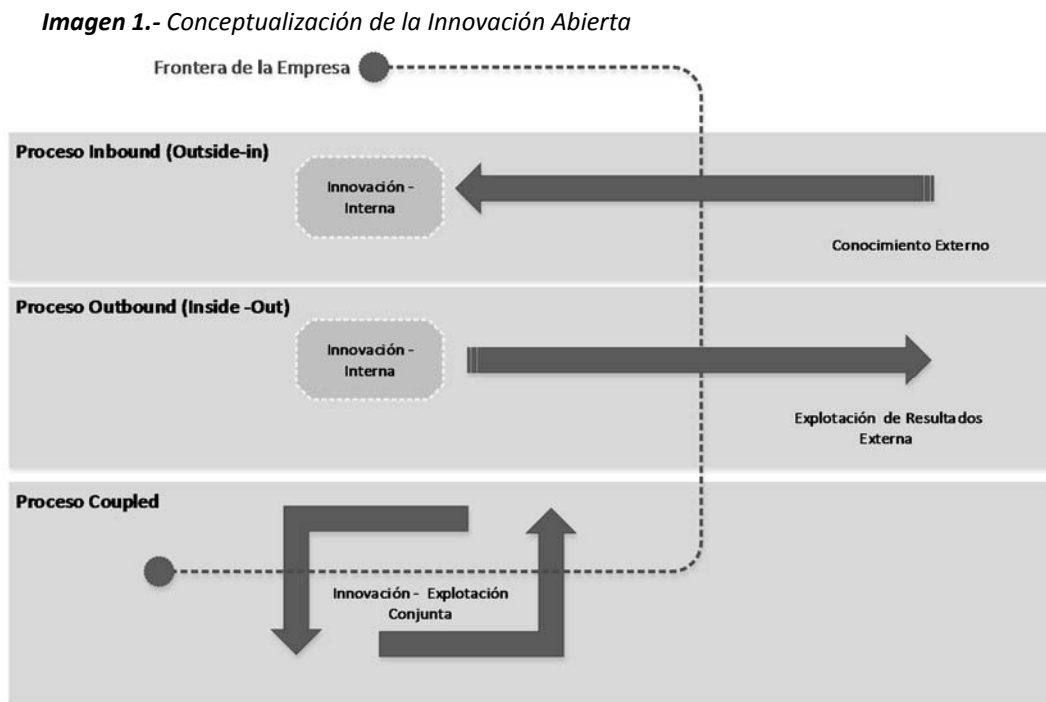 Imagen 1.- Conceptualización de la Innovación Abierta
Frontera de la Empresa
Proceso Inbound (Outside-in)
Innovación -
Interna
Conocimiento Externo
Proceso Outbound (Inside -Out)
Innovación -
Interna
Explotación de Resultados
Externa
Proceso Coupled
Innovación - Explotación
Conjunta